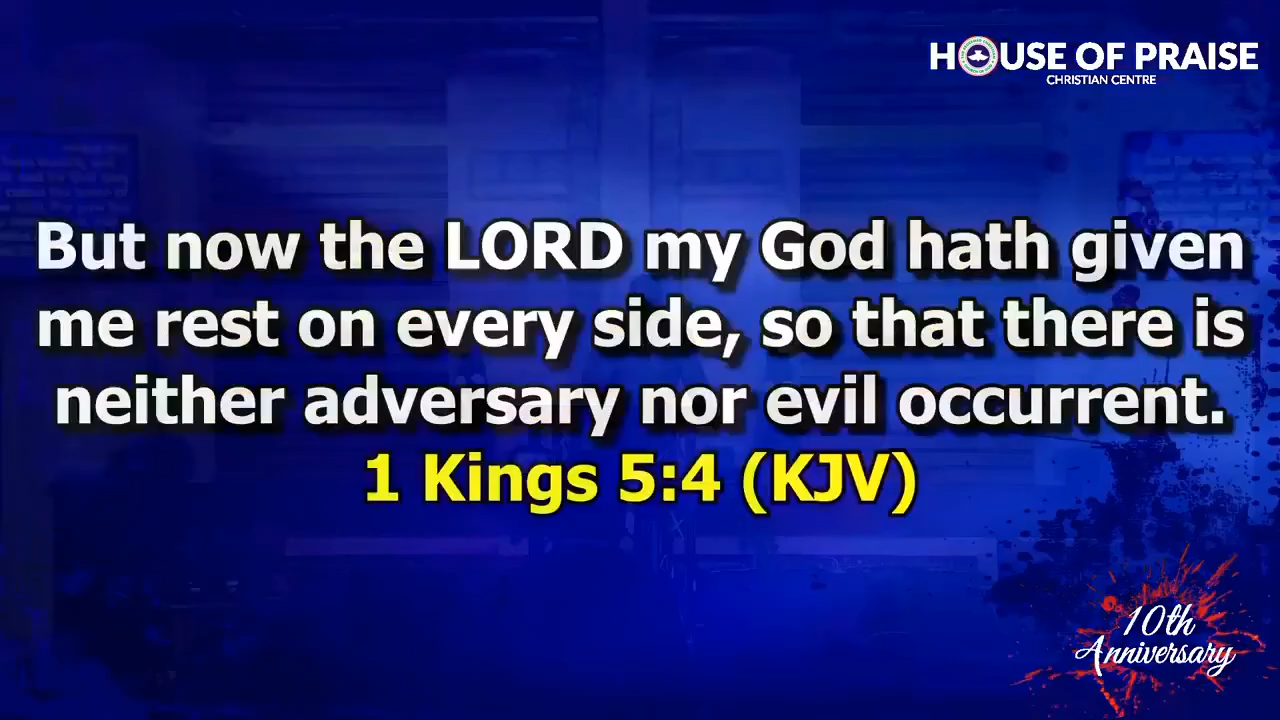 HOUSE OF PRAISE
CHRISTIAN CENTRE
But now the LORD my God hath given
me rest on every side, so that there is
neither adversary nor evil occurrent.
1 Kings 5:4 (KJV)
10th
Anniversary